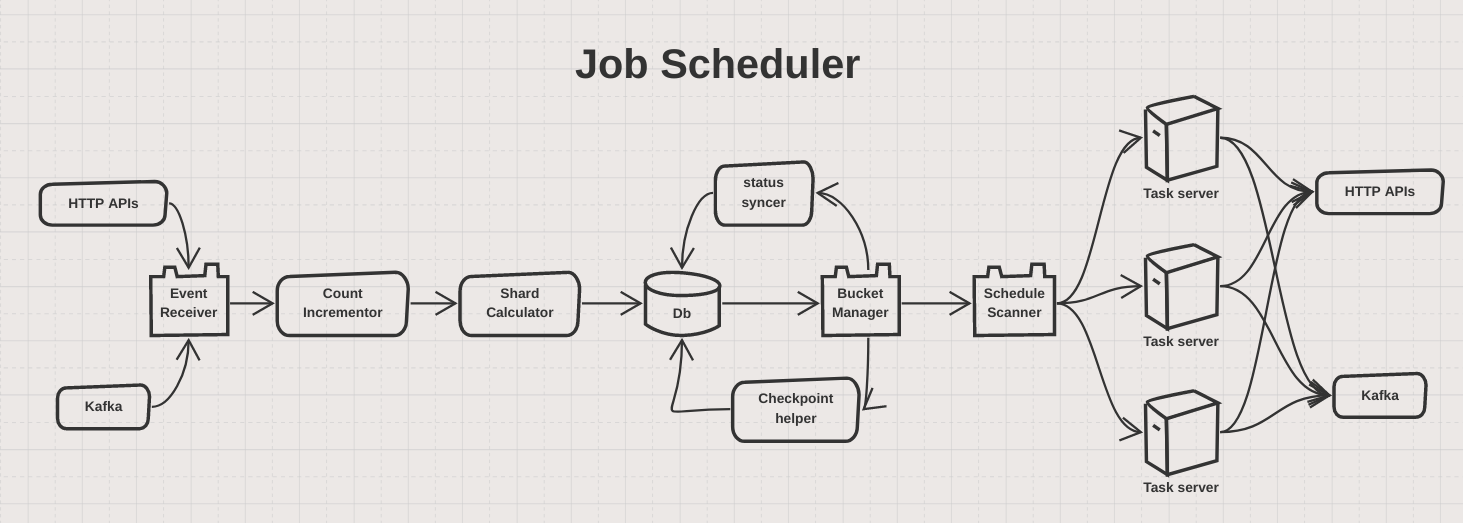 Job Scheduler
HTTP APIs
Event
Receiver
Kafka
Count
Incrementor
Shard
Calculator
Db
status
syncer
Bucket
Manager
Checkpoint
helper
Schedule
Scanner
Task server
Task server
Task server
HTTP APIs
Kafka